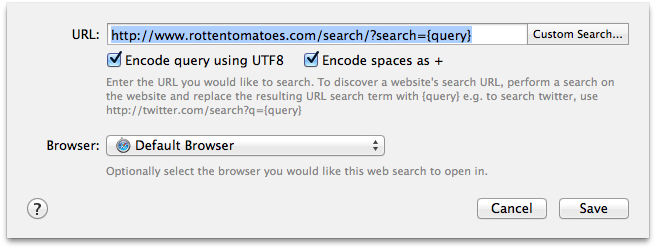 URL: http://www.rottentomatoes.com/search/?search={query} Custom Search...
Encode query using UTF8 Encode spaces as +
Enter the URL you would like to search. To discover a website's search URL, perform a search
on the website and replace the resulting URL search term with {query} e.g. to search twitter, use
http://twitter.com/search?q={query}
Browser: Default Browser
Optionally select the browser you would like this web search to open in.
? Cancel Save